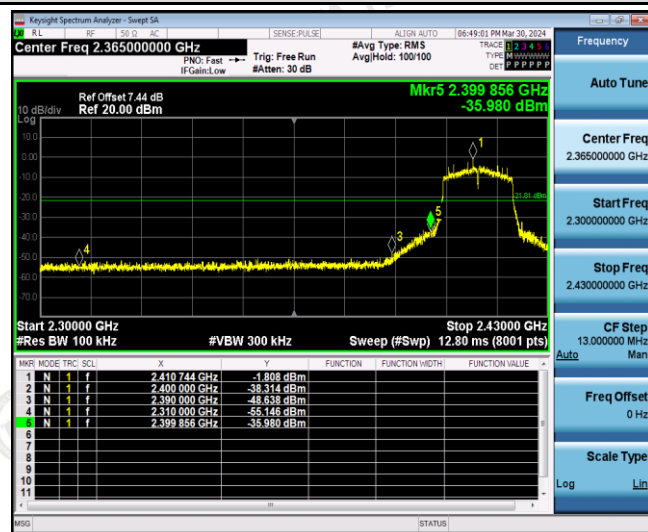 Keysight Spectrum Analyzer - Swept SA
RL RF 50 Ω AC SENSE:PULSE ALIGN AUTO 06:49:01 PM Mar 30, 2024
Center Freq 2.365000000 GHz
PNO: Fast
IFGain:Low
Trig: Free Run
#Atten: 30 dB
#Avg Type: RMS
Avg|Hold: 100/100
TRACE 1 2 3 4 5 6
TYPE M W W W W W
DET P P P P P P
Ref Offset 7.44 dB
10 dB/div Ref 20.00 dBm
Log
Mkr5 2.399 856 GHz
-35.980 dBm
10.0
0.00
-10.0
-20.0
-30.0
-40.0
-50.0
-60.0
-70.0
1
-21.81 dBm
5
3
4
Start 2.30000 GHz Stop 2.43000 GHz
#Res BW 100 kHz #VBW 300 kHz Sweep (#Swp) 12.80 ms (8001 pts)
MKR MODE TRC SCL X Y FUNCTION FUNCTION WIDTH FUNCTION VALUE
1 N 1 f 2.410 744 GHz -1.808 dBm
2 N 1 f 2.400 000 GHz -38.314 dBm
3 N 1 f 2.390 000 GHz -48.638 dBm
4 N 1 f 2.310 000 GHz -55.146 dBm
5 N 1 f 2.399 856 GHz -35.980 dBm
6
7
8
9
10
11
MSG STATUS
Frequency
Auto Tune
Center Freq
2.365000000 GHz
Start Freq
2.300000000 GHz
Stop Freq
2.430000000 GHz
CF Step
13.000000 MHz
Auto Man
Freq Offset
0 Hz
Scale Type
Log Lin